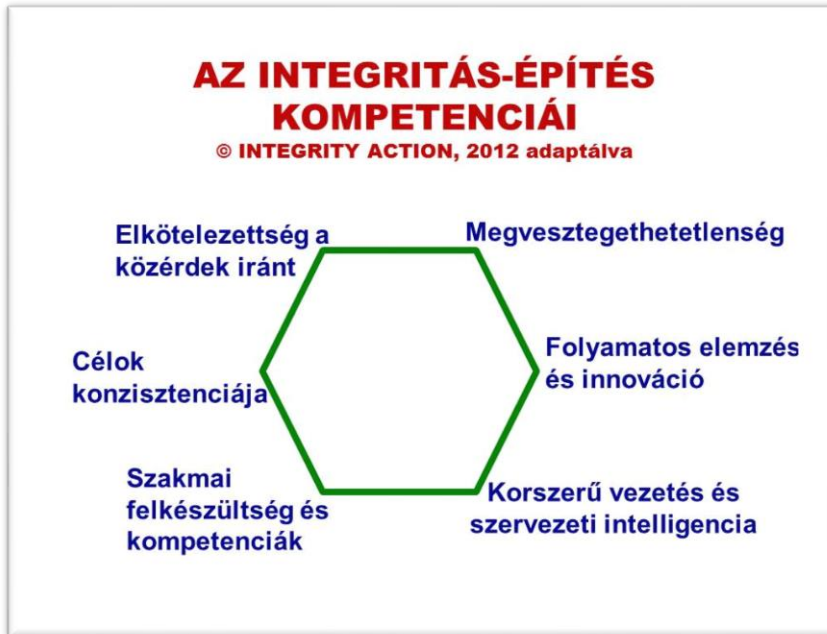 AZ INTEGRITÁS-ÉPÍTÉS
KOMPETENCIÁI
© INTEGRITY ACTION, 2012 adaptálva
Elkötelezettség a
közérdek iránt
Megvesztegethetetlenség
Célok
konzisztenciája
Folyamatos elemzés
és innováció
Szakmai
felkészültség és
kompetenciák
Korszerű vezetés és
szervezeti intelligencia